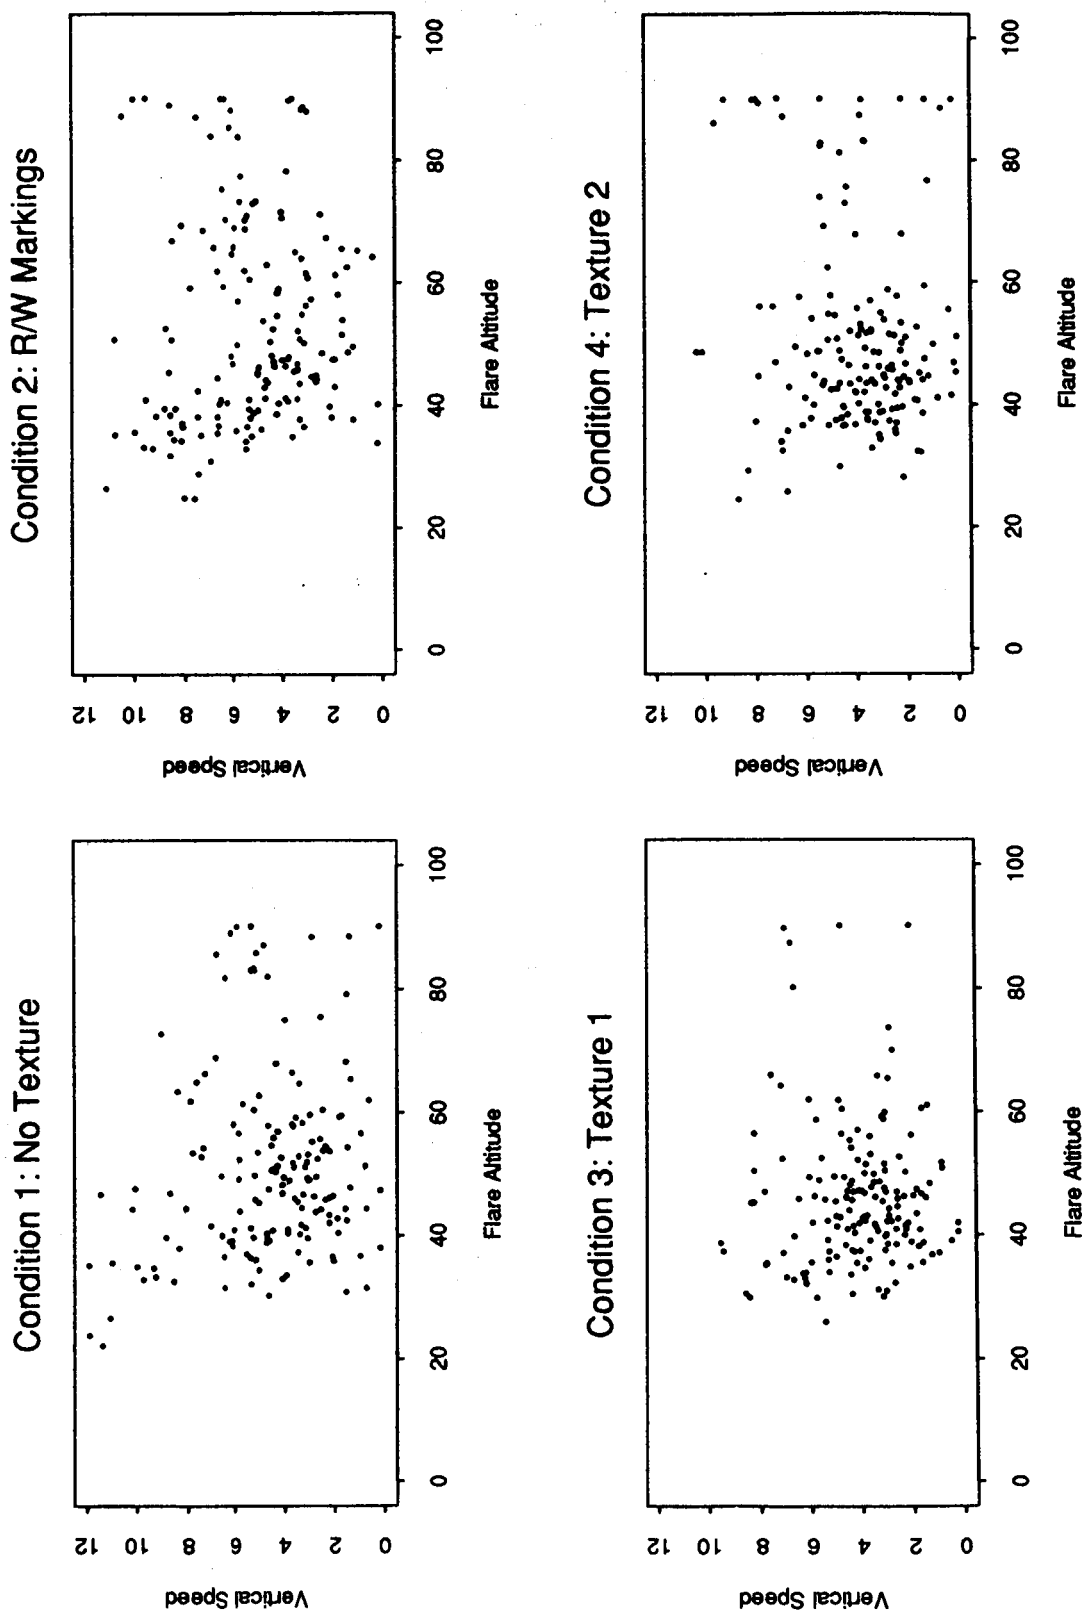 Condition 1: No Texture
Vertical Speed
0 2 4 6 8 10 12
0 20 40 60 80 100
Flare Altitude
Condition 2: R/W Markings
Vertical Speed
0 2 4 6 8 10 12
0 20 40 60 80 100
Flare Altitude
Condition 3: Texture 1
Vertical Speed
0 2 4 6 8 10 12
0 20 40 60 80 100
Flare Altitude
Condition 4: Texture 2
Vertical Speed
0 2 4 6 8 10 12
0 20 40 60 80 100
Flare Altitude